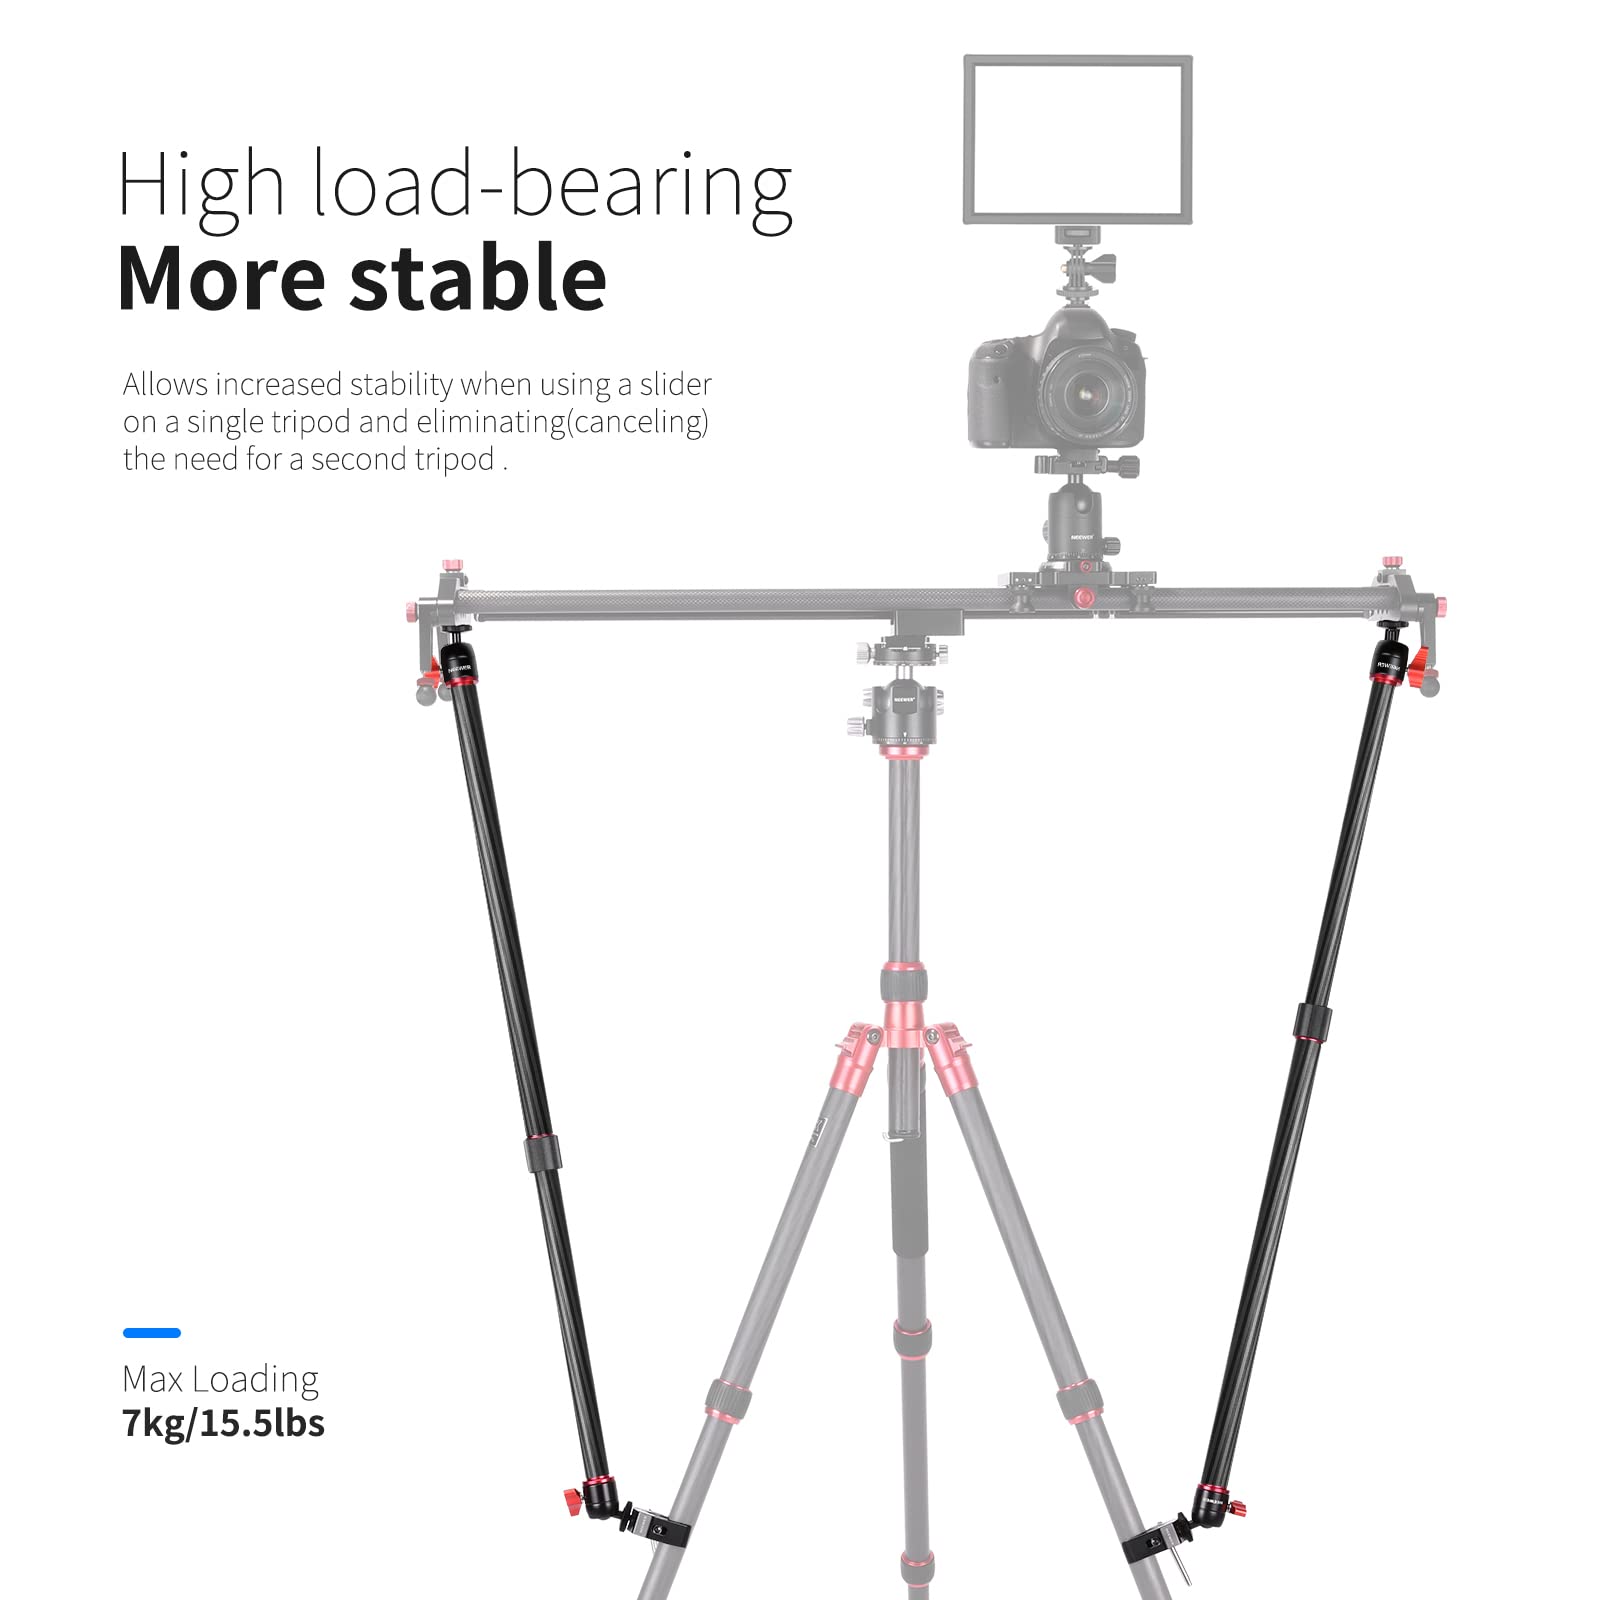 High load-bearing
More stable
Allows increased stability when using a slider
on a single tripod and eliminating(canceling)
the need for a second tripod .
NEEWER
NEEWER
NEEWER
NEEWER
Max Loading
7kg/15.5lbs